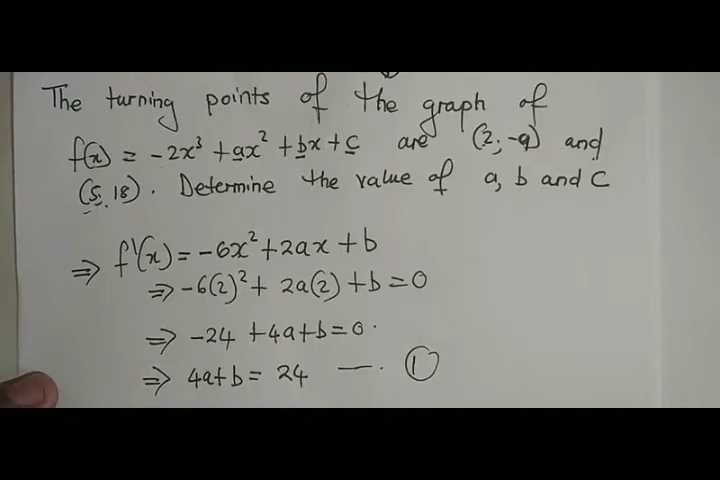 The turning points of the graph of
f(x) = -2x³ + ax² + bx + c are (2; -9) and
(5, 18). Determine the value of a, b and c
⇒ f'(x) = -6x² + 2ax + b
⇒ -6(2)² + 2a(2) + b = 0
⇒ -24 + 4a + b = 0.
⇒ 4a + b = 24 —. ①